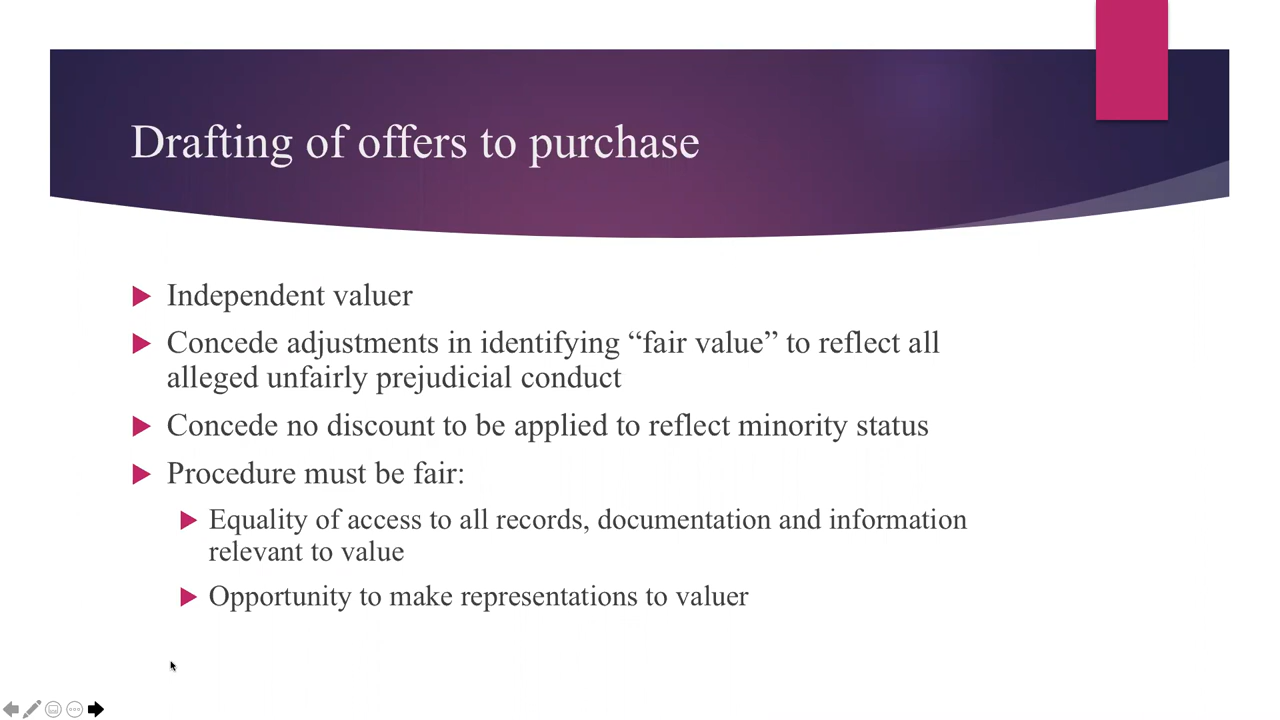 Drafting of offers to purchase
Independent valuer
Concede adjustments in identifying “fair value” to reflect all
alleged unfairly prejudicial conduct
Concede no discount to be applied to reflect minority status
Procedure must be fair:
Equality of access to all records, documentation and information
relevant to value
Opportunity to make representations to valuer